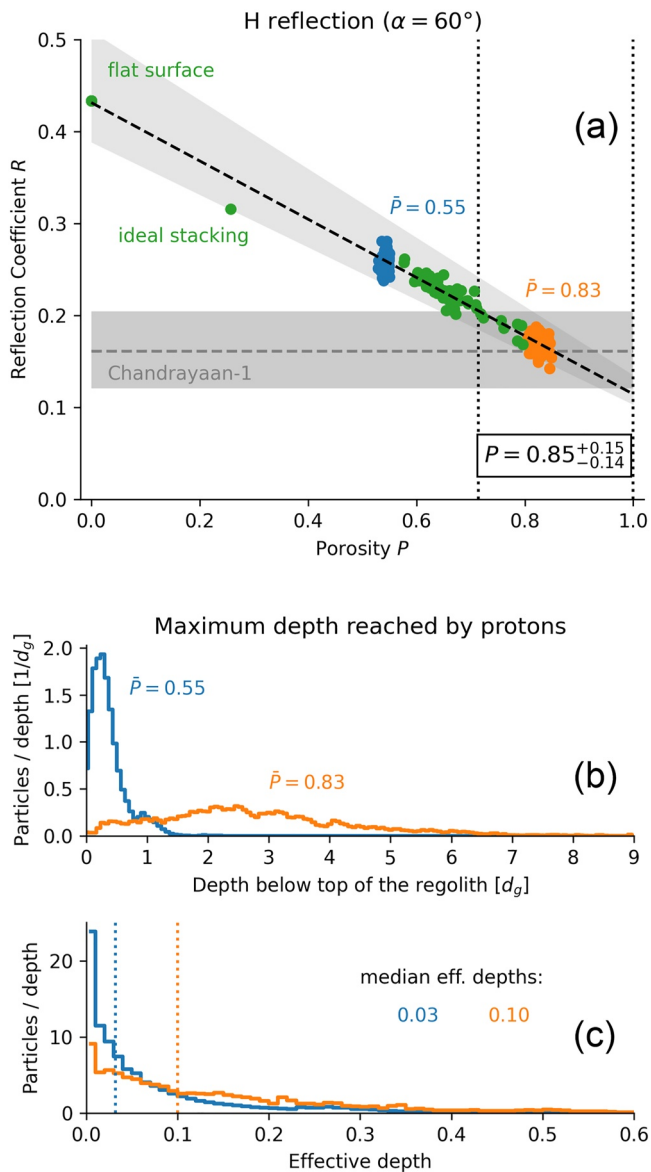 H reflection (α = 60°)
0.5
0.4
0.3
0.2
0.1
0.0
Reflection Coefficient R
flat surface
(a)
P̄ = 0.55
ideal stacking
P̄ = 0.83
Chandrayaan-1
P = 0.85 +0.15 −0.14
0.0 0.2 0.4 0.6 0.8 1.0
Porosity P
Maximum depth reached by protons
2.0
1.5
1.0
0.5
0.0
Particles / depth [1/d_g]
P̄ = 0.55
P̄ = 0.83
(b)
0 1 2 3 4 5 6 7 8 9
Depth below top of the regolith [d_g]
20
10
0
Particles / depth
median eff. depths:
0.03 0.10
(c)
0.0 0.1 0.2 0.3 0.4 0.5 0.6
Effective depth